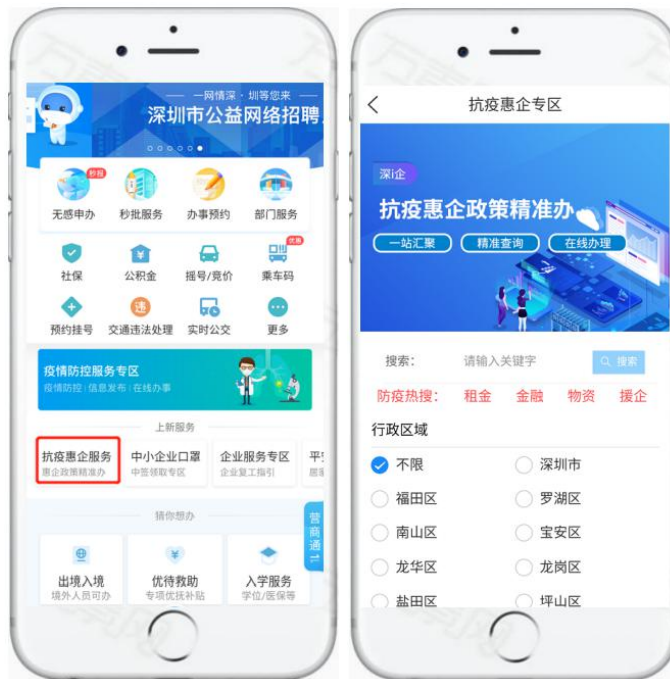 一网情深·圳等您来
深圳市公益网络招聘
秒报
无感申办 秒批服务 办事预约 部门服务
优惠
社保 公积金 摇号/竞价 乘车码
违
预约挂号 交通违法处理 实时公交 更多
疫情防控服务专区
疫情防控|信息发布|在线办事
上新服务
抗疫惠企服务 中小企业口罩 企业服务专区
惠企政策精准办 中签领取专区 企业复工指引
猜你想办
营商通
出境入境 优待救助 入学服务
境外人员可办 专项优抚补贴 学位/医保等
抗疫惠企专区
深i企
抗疫惠企政策精准办
一站汇聚 精准查询 在线办理
搜索: 请输入关键字 搜索
防疫热搜: 租金 金融 物资 援企
行政区域
不限 深圳市
福田区 罗湖区
南山区 宝安区
龙华区 龙岗区
盐田区 坪山区